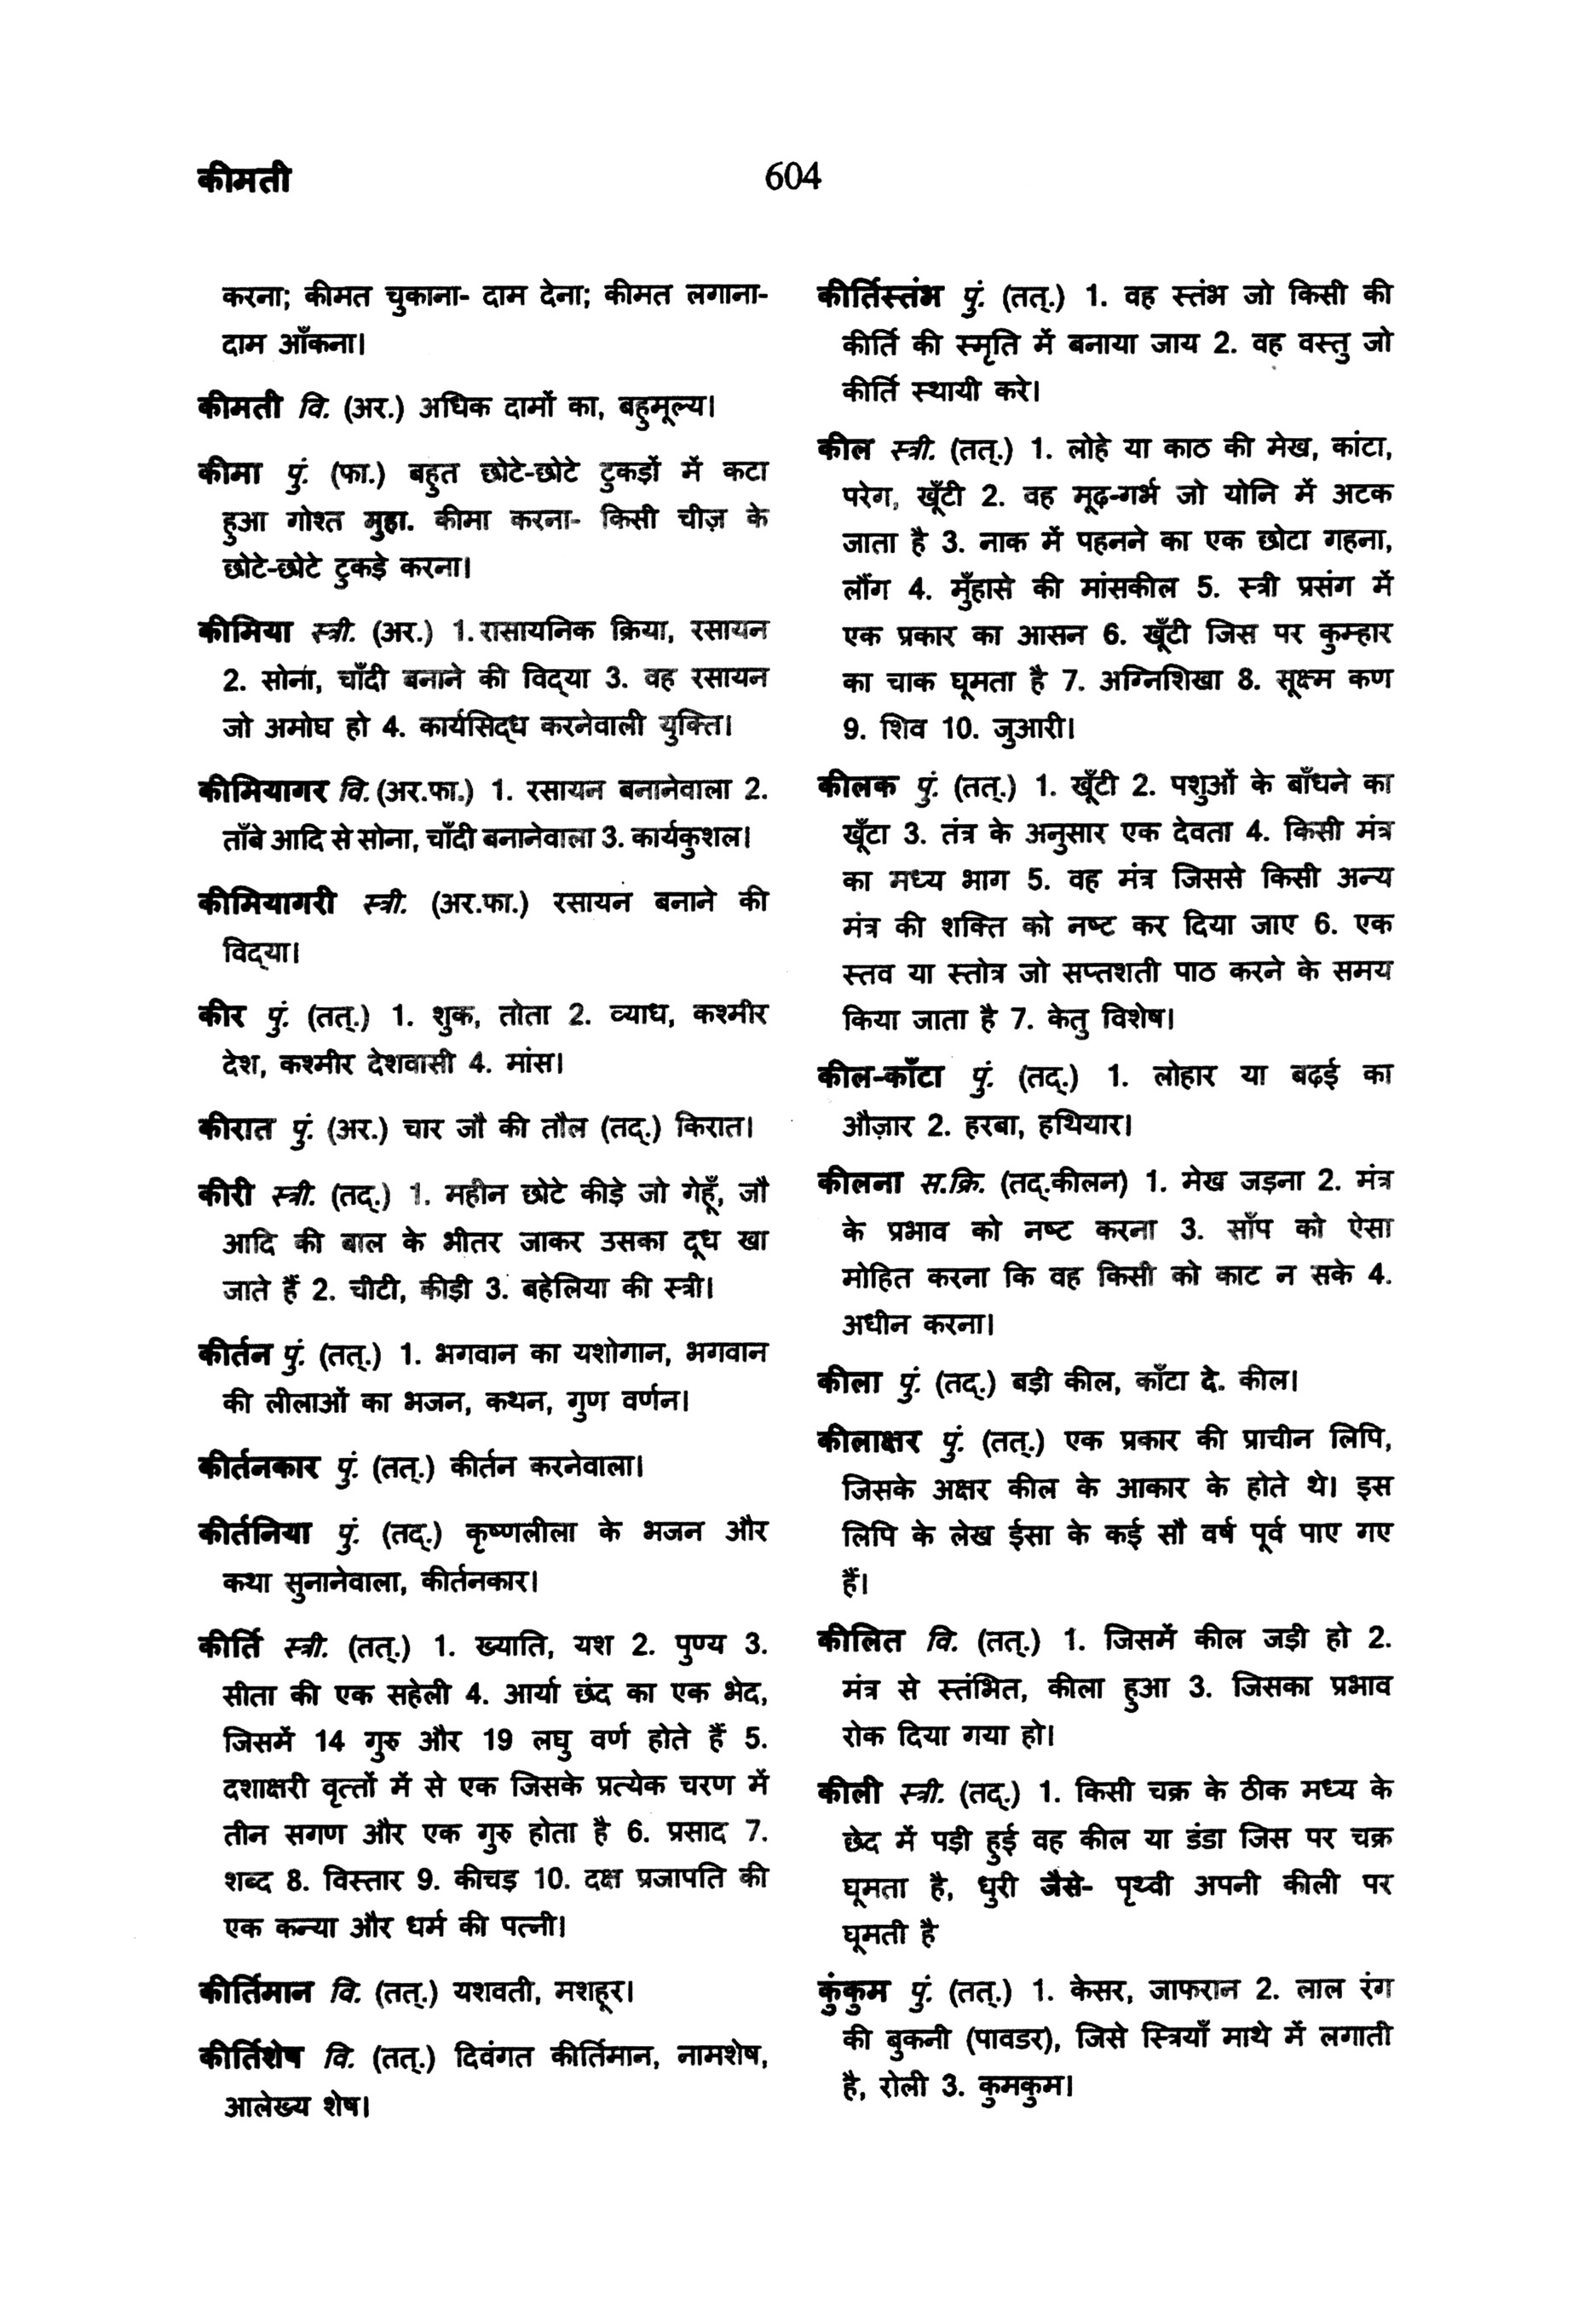 कीमती
604
करना; कीमत चुकाना- दाम देना; कीमत लगाना-
दाम आँकना।
कीमती वि. (अर.) अधिक दामों का, बहुमूल्य।
कीमा पुं. (फा.) बहुत छोटे-छोटे टुकड़ों में कटा
हुआ गोश्त मुहा. कीमा करना- किसी चीज़ के
छोटे-छोटे टुकड़े करना।
कीमिया स्त्री. (अर.) 1. रासायनिक क्रिया, रसायन
2. सोना, चाँदी बनाने की विद्‌या 3. वह रसायन
जो अमोघ हो 4. कार्यसिद्‌ध करनेवाली युक्ति।
कीमियागर वि. (अर.फा.) 1. रसायन बनानेवाला 2.
ताँबे आदि से सोना, चाँदी बनानेवाला 3. कार्यकुशल।
कीमियागरी स्त्री. (अर.फा.) रसायन बनाने की
विद्‌या।
कीर पुं. (तत्.) 1. शुक, तोता 2. व्याध, कश्मीर
देश, कश्मीर देशवासी 4. मांस।
कीरात पुं. (अर.) चार जौ की तौल (तद्.) किरात।
कीरी स्त्री. (तद्.) 1. महीन छोटे कीड़े जो गेहूँ, जौ
आदि की बाल के भीतर जाकर उसका दूध खा
जाते हैं 2. चीटी, कीड़ी 3. बहेलिया की स्त्री।
कीर्तन पुं. (तत्.) 1. भगवान का यशोगान, भगवान
की लीलाओं का भजन, कथन, गुण वर्णन।
कीर्तनकार पुं. (तत्.) कीर्तन करनेवाला।
कीर्तनिया पुं. (तद्.) कृष्णलीला के भजन और
कथा सुनानेवाला, कीर्तनकार।
कीर्ति स्त्री. (तत्.) 1. ख्याति, यश 2. पुण्य 3.
सीता की एक सहेली 4. आर्या छंद का एक भेद,
जिसमें 14 गुरु और 19 लघु वर्ण होते हैं 5.
दशाक्षरी वृत्तों में से एक जिसके प्रत्येक चरण में
तीन सगण और एक गुरु होता है 6. प्रसाद 7.
शब्द 8. विस्तार 9. कीचड़ 10. दक्ष प्रजापति की
एक कन्या और धर्म की पत्नी।
कीर्तिमान वि. (तत्.) यशवती, मशहूर।
कीर्तिशेष वि. (तत्.) दिवंगत कीर्तिमान, नामशेष,
आलेख्य शेष।
कीर्तिस्तंभ पुं. (तत्.) 1. वह स्तंभ जो किसी की
कीर्ति की स्मृति में बनाया जाय 2. वह वस्तु जो
कीर्ति स्थायी करे।
कील स्त्री. (तत्.) 1. लोहे या काठ की मेख, कांटा,
परेग, खूँटी 2. वह मूढ़-गर्भ जो योनि में अटक
जाता है 3. नाक में पहनने का एक छोटा गहना,
लौंग 4. मुँहासे की मांसकील 5. स्त्री प्रसंग में
एक प्रकार का आसन 6. खूँटी जिस पर कुम्हार
का चाक घूमता है 7. अग्निशिखा 8. सूक्ष्म कण
9. शिव 10. जुआरी।
कीलक पुं. (तत्.) 1. खूँटी 2. पशुओं के बाँधने का
खूँटा 3. तंत्र के अनुसार एक देवता 4. किसी मंत्र
का मध्य भाग 5. वह मंत्र जिससे किसी अन्य
मंत्र की शक्ति को नष्ट कर दिया जाए 6. एक
स्तव या स्तोत्र जो सप्तशती पाठ करने के समय
किया जाता है 7. केतु विशेष।
कील-काँटा पुं. (तद्.) 1. लोहार या बढ़ई का
औज़ार 2. हरबा, हथियार।
कीलना स.क्रि. (तद्.कीलन) 1. मेख जड़ना 2. मंत्र
के प्रभाव को नष्ट करना 3. साँप को ऐसा
मोहित करना कि वह किसी को काट न सके 4.
अधीन करना।
कीला पुं. (तद्.) बड़ी कील, काँटा दे. कील।
कीलाक्षर पुं. (तत्.) एक प्रकार की प्राचीन लिपि,
जिसके अक्षर कील के आकार के होते थे। इस
लिपि के लेख ईसा के कई सौ वर्ष पूर्व पाए गए
हैं।
कीलित वि. (तत्.) 1. जिसमें कील जड़ी हो 2.
मंत्र से स्तंभित, कीला हुआ 3. जिसका प्रभाव
रोक दिया गया हो।
कीली स्त्री. (तद्.) 1. किसी चक्र के ठीक मध्य के
छेद में पड़ी हुई वह कील या डंडा जिस पर चक्र
घूमता है, धुरी जैसे- पृथ्वी अपनी कीली पर
घूमती है
कुंकुम पुं. (तत्.) 1. केसर, जाफरान 2. लाल रंग
की बुकनी (पावडर), जिसे स्त्रियाँ माथे में लगाती
है, रोली 3. कुमकुम।